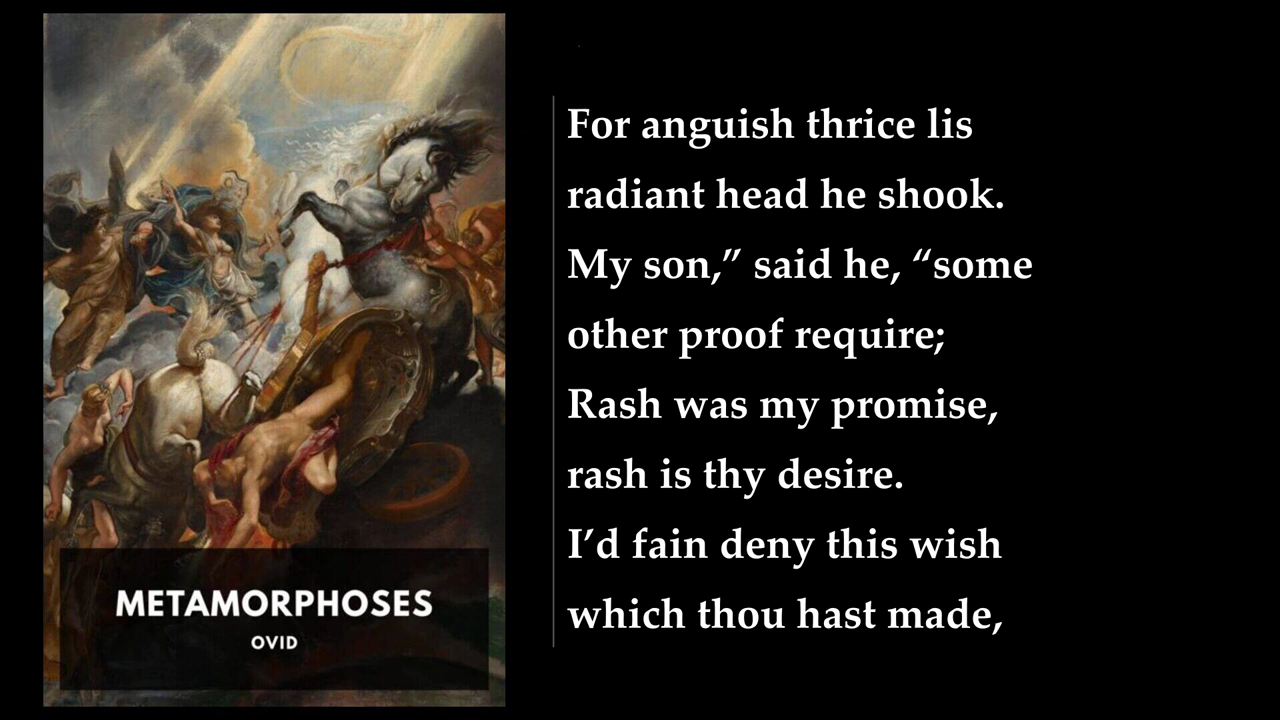 METAMORPHOSES
OVID
For anguish thrice lis
radiant head he shook.
My son,” said he, “some
other proof require;
Rash was my promise,
rash is thy desire.
I’d fain deny this wish
which thou hast made,